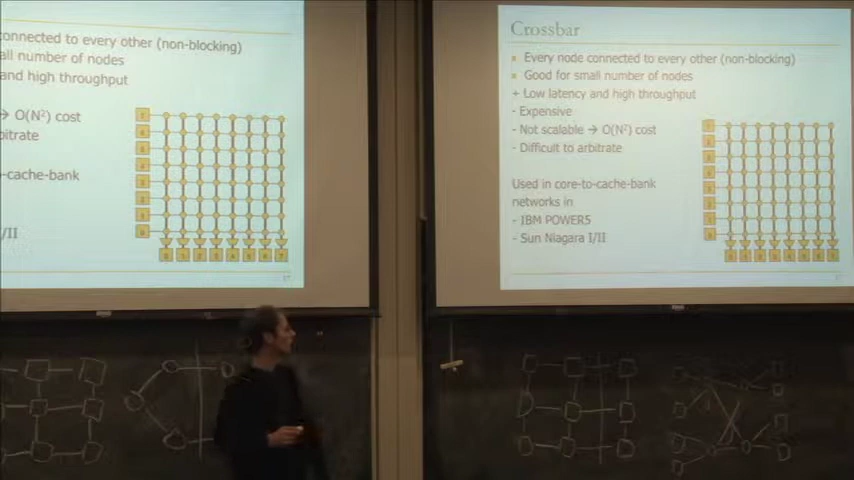 connected to every other (non-blocking)
all number of nodes
and high throughput
→ O(N²) cost
bitrate
-cache-bank
/II
Crossbar
Every node connected to every other (non-blocking)
Good for small number of nodes
+ Low latency and high throughput
- Expensive
- Not scalable → O(N²) cost
- Difficult to arbitrate
Used in core-to-cache-bank
networks in
- IBM POWER5
- Sun Niagara I/II